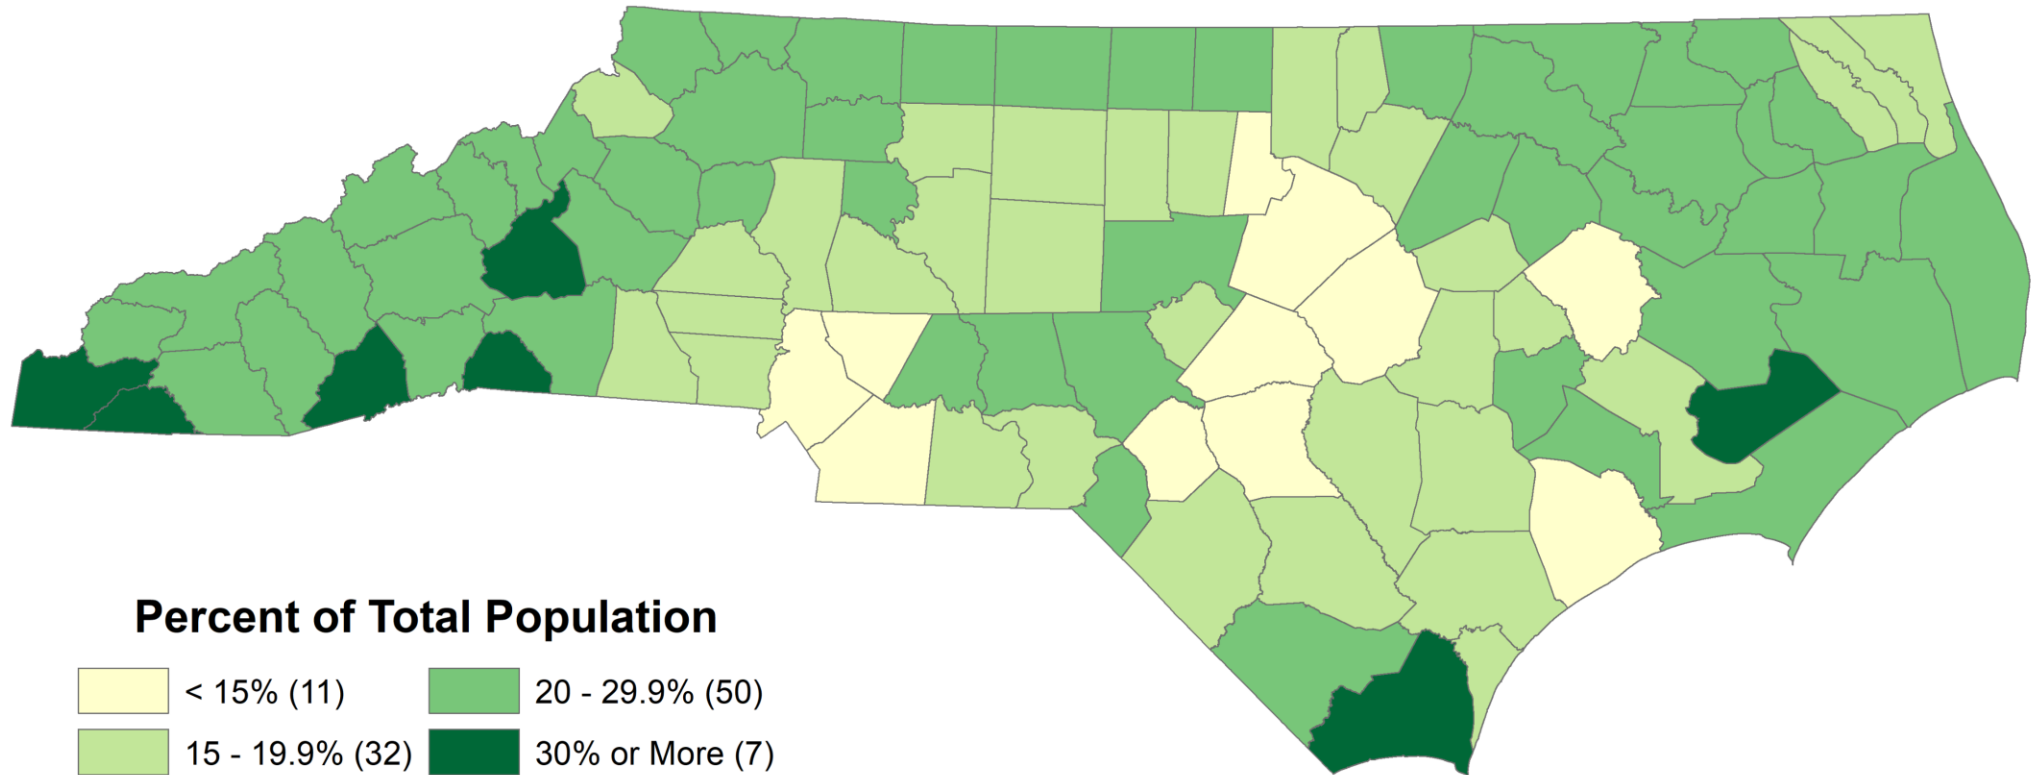 Percent of Total Population
< 15% (11)
20 - 29.9% (50)
15 - 19.9% (32)
30% or More (7)